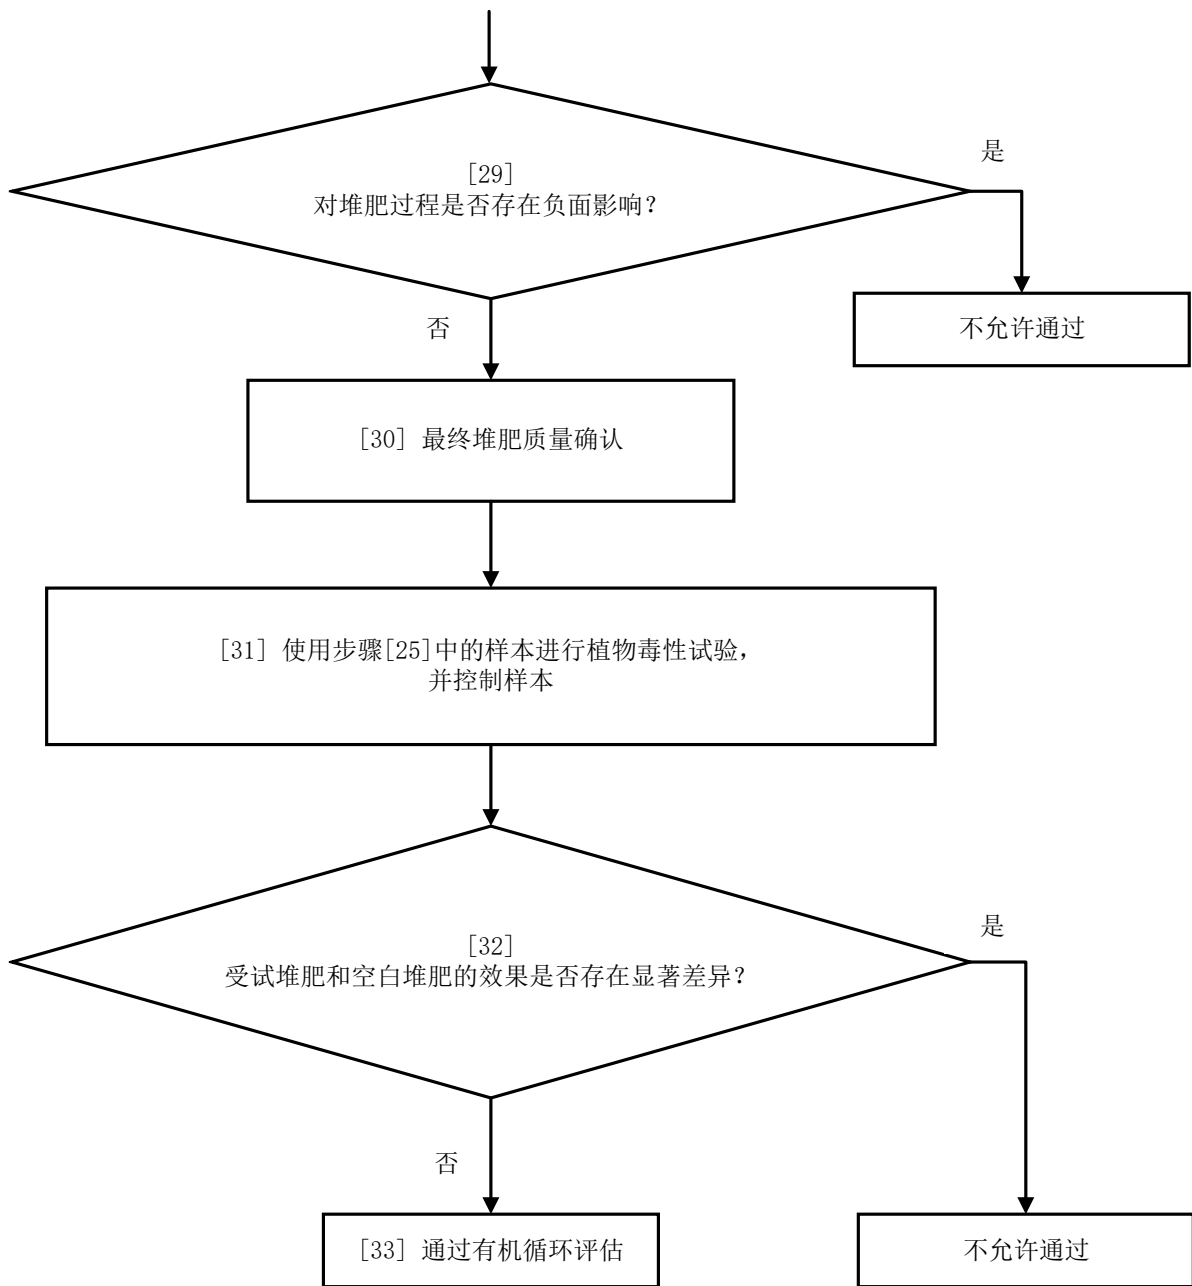 [29]
对堆肥过程是否存在负面影响？
是
不允许通过
否
[30] 最终堆肥质量确认
[31] 使用步骤[25]中的样本进行植物毒性试验，
并控制样本
[32]
受试堆肥和空白堆肥的效果是否存在显著差异？
是
否
[33] 通过有机循环评估
不允许通过